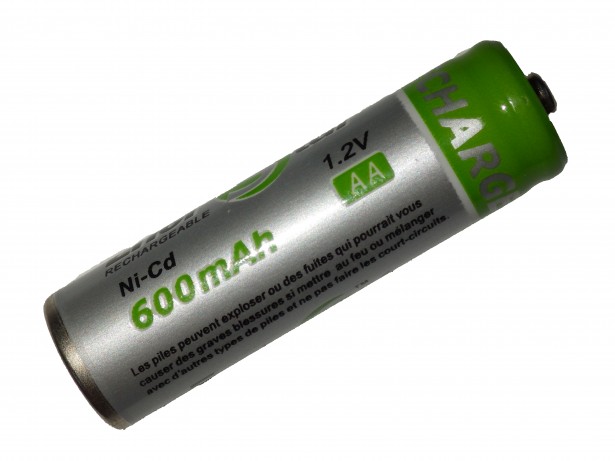 CHARGE
1.2V
AA
RECHARGEABLE
Ni-Cd
600mAh
Les piles peuvent exploser ou des fuites qui pourrait vous
causer des graves blessures si mettre au feu ou mélanger
avec d'autres types de piles et ne pas faire les court-circuits.